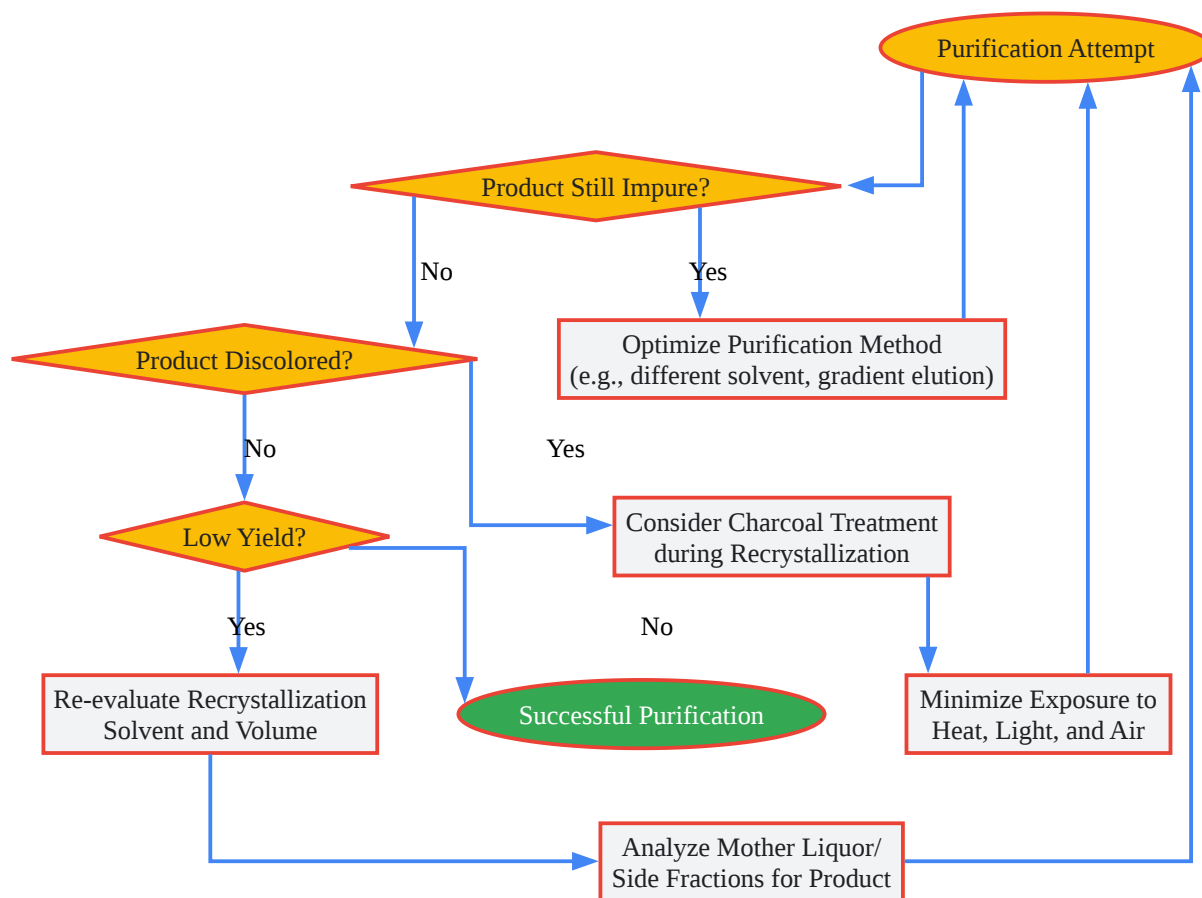 Purification Attempt
Product Still Impure?
No
Yes
Optimize Purification Method
(e.g., different solvent, gradient elution)
Product Discolored?
No
Yes
Consider Charcoal Treatment
during Recrystallization
Low Yield?
Yes
No
Re-evaluate Recrystallization
Solvent and Volume
Successful Purification
Minimize Exposure to
Heat, Light, and Air
Analyze Mother Liquor/
Side Fractions for Product